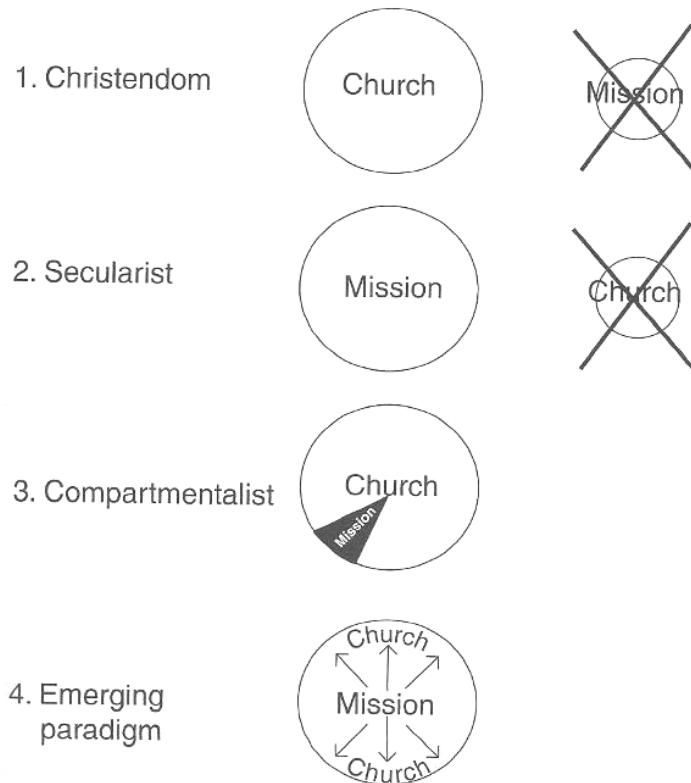 1. Christendom
Church
Mission
2. Secularist
Mission
Church
3. Compartmentalist
Church
Mission
4. Emerging
paradigm
Church
Mission
Church